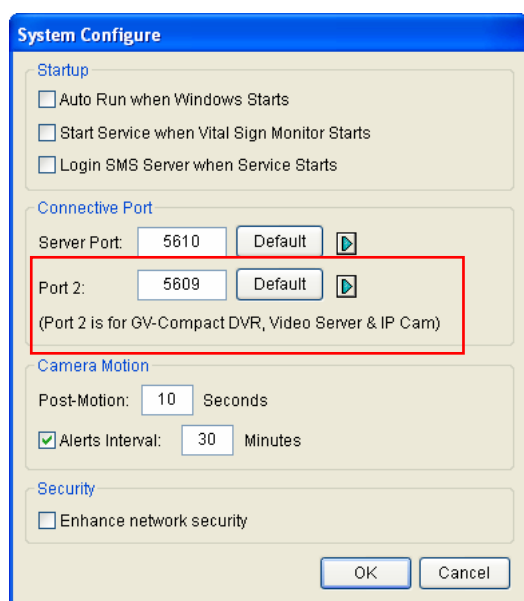 System Configure
Startup
Auto Run when Windows Starts
Start Service when Vital Sign Monitor Starts
Login SMS Server when Service Starts
Connective Port
Server Port: 5610 Default
Port 2: 5609 Default
(Port 2 is for GV-Compact DVR, Video Server & IP Cam)
Camera Motion
Post-Motion: 10 Seconds
Alerts Interval: 30 Minutes
Security
Enhance network security
OK Cancel